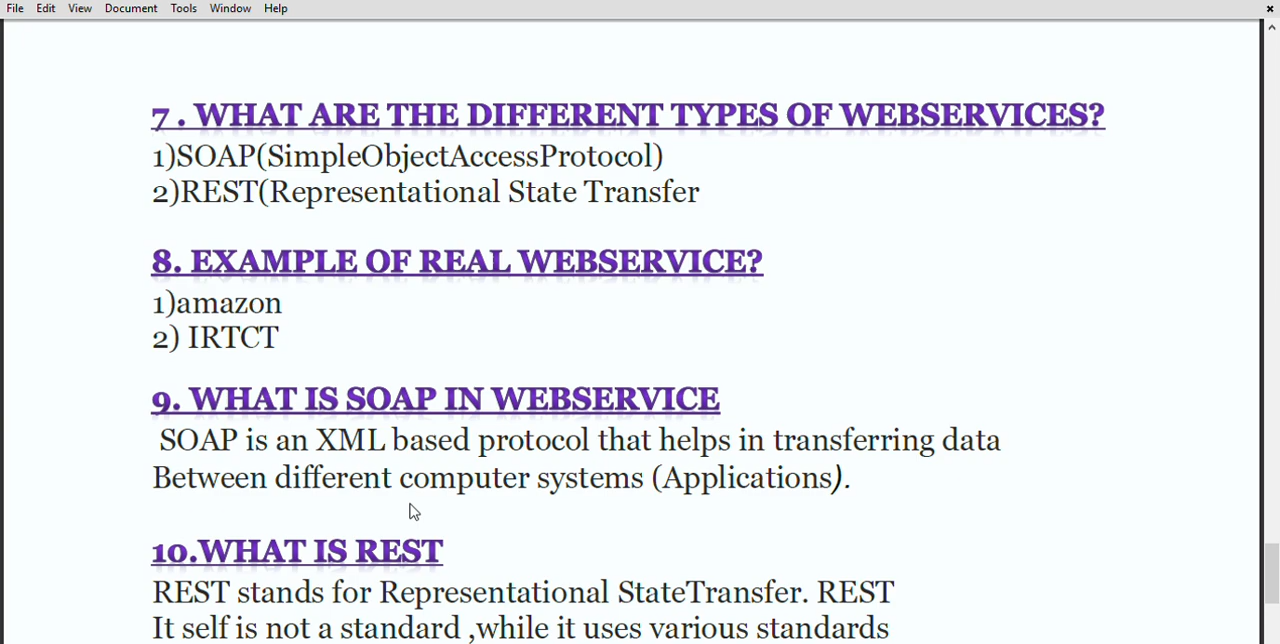 File Edit View Document Tools Window Help
7 . WHAT ARE THE DIFFERENT TYPES OF WEBSERVICES?
1)SOAP(SimpleObjectAccessProtocol)
2)REST(Representational State Transfer
8. EXAMPLE OF REAL WEBSERVICE?
1)amazon
2) IRTCT
9. WHAT IS SOAP IN WEBSERVICE
SOAP is an XML based protocol that helps in transferring data
Between different computer systems (Applications).
10.WHAT IS REST
REST stands for Representational StateTransfer. REST
It self is not a standard ,while it uses various standards